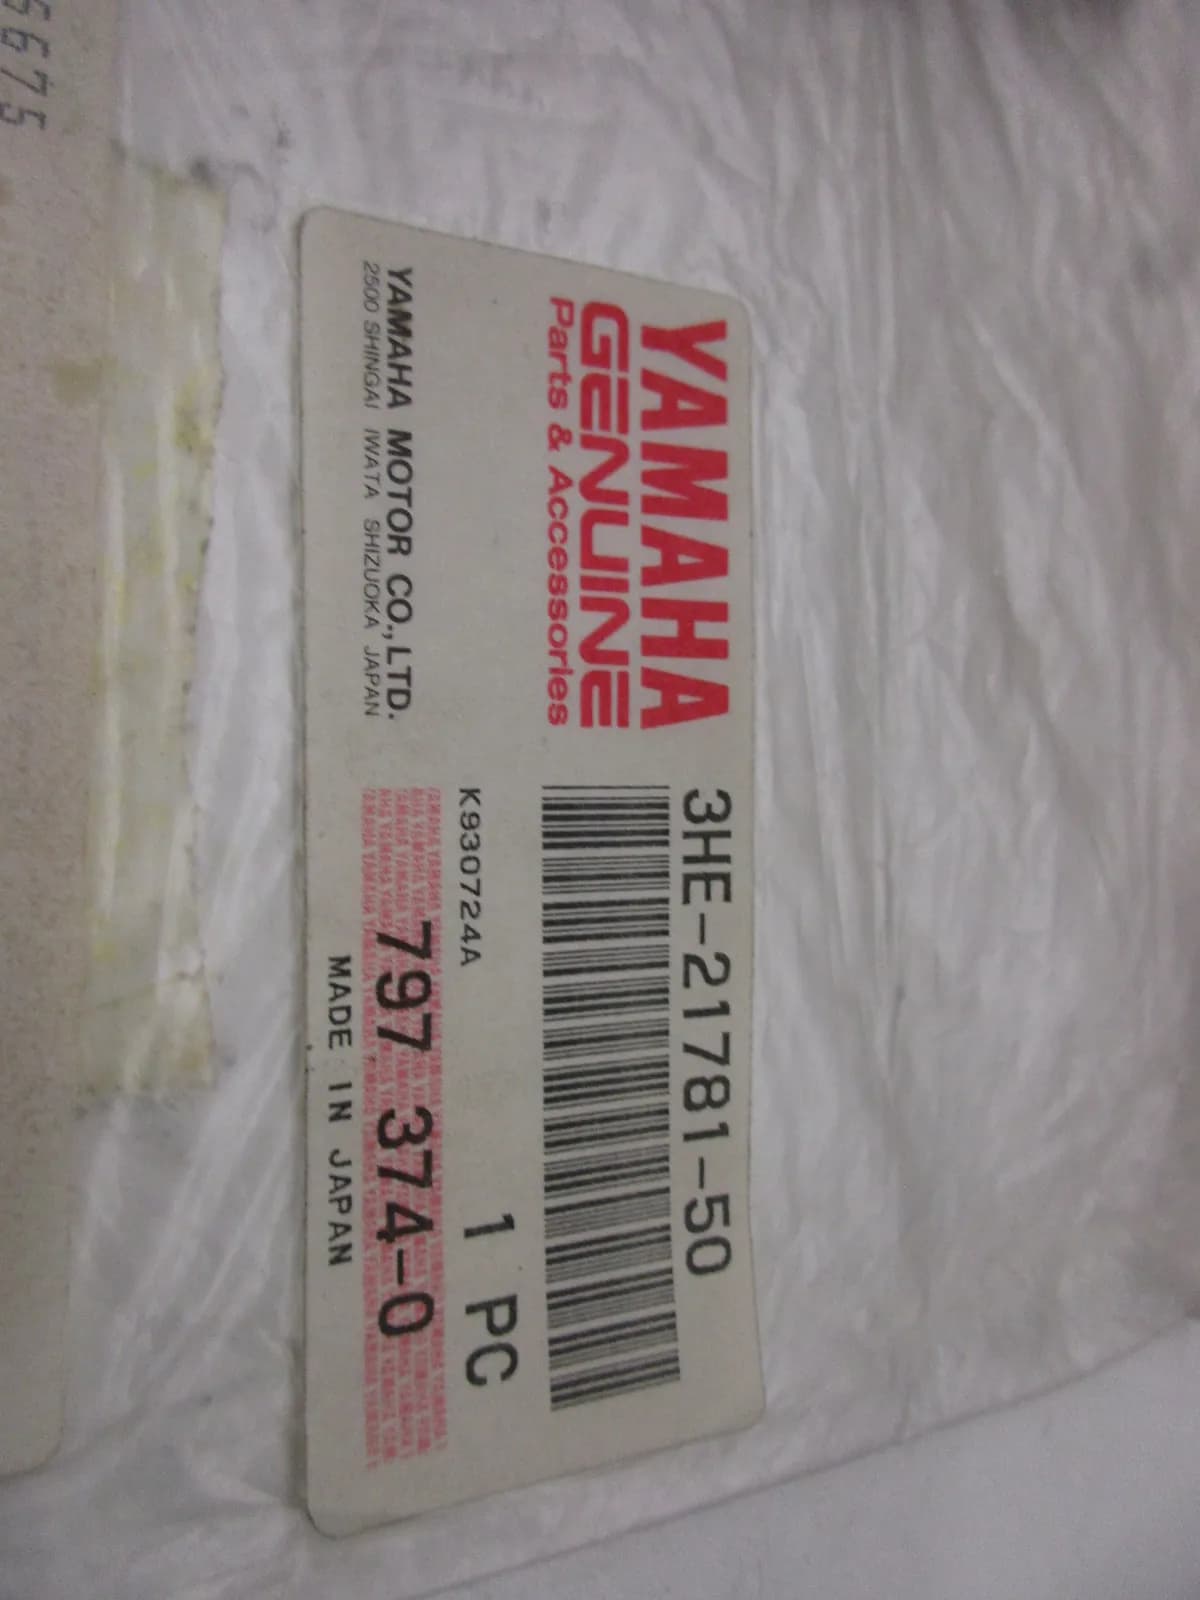 YAMAHA
GENUINE
Parts & Accessories
YAMAHA MOTOR CO.,LTD.
2500 SHINGAI IWATA SHIZUOKA JAPAN
3HE-21781-50
K930724A
1 PC
797 374-0
MADE IN JAPAN
6675